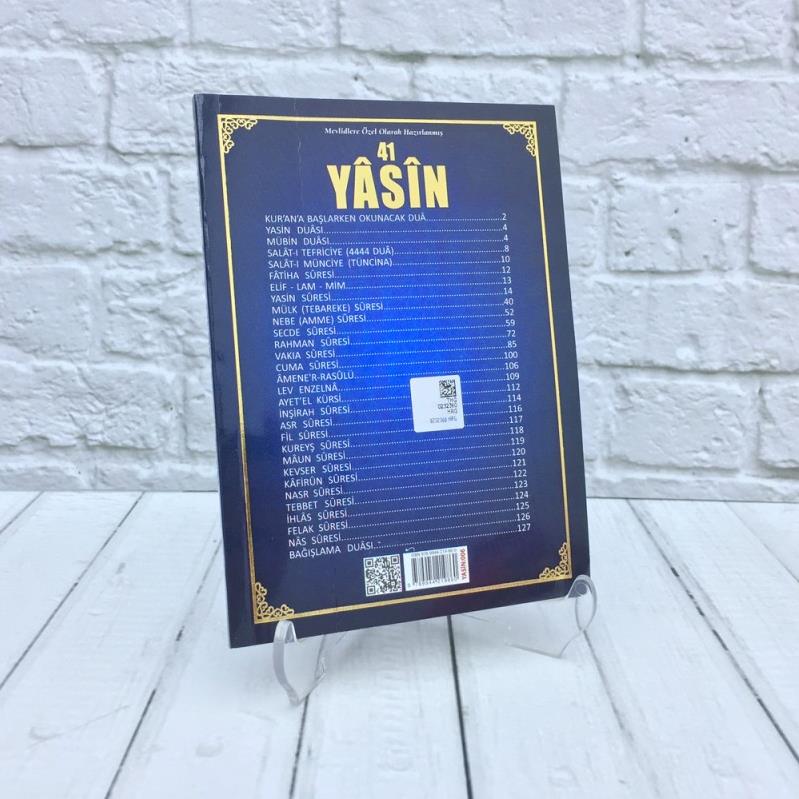 Mevlidlere Özel Olarak Hazırlanmış
41
YÂSÎN
KUR'AN'A BAŞLARKEN OKUNACAK DUÂ 2
YASİN DUÂSI 4
MÜBİN DUÂSI 4
SALÂT-I TEFRİCİYE (4444 DUÂ) 8
SALÂT-I MÜNCİYE (TÜNCİNA) 10
FÂTİHA SÛRESİ 12
ELİF - LAM - MİM 13
YASİN SÛRESİ 14
MÜLK (TEBAREKE) SÛRESİ 40
NEBE (AMME) SÛRESİ 52
SECDE SÛRESİ 59
RAHMAN SÛRESİ 72
VAKIA SÛRESİ 85
CUMA SÛRESİ 100
ÂMENE'R-RASÛLÜ 106
LEV ENZELNÂ 109
AYET'EL KÜRSİ 112
İNŞİRAH SÛRESİ 114
ASR SÛRESİ 116
FİL SÛRESİ 117
KUREYŞ SÛRESİ 118
MÂUN SÛRESİ 119
KEVSER SÛRESİ 120
KÂFİRÛN SÛRESİ 121
NASR SÛRESİ 122
TEBBET SÛRESİ 123
İHLÂS SÛRESİ 124
FELAK SÛRESİ 125
NÂS SÛRESİ 126
BAĞIŞLAMA DUÂSI 127
YASİN:006